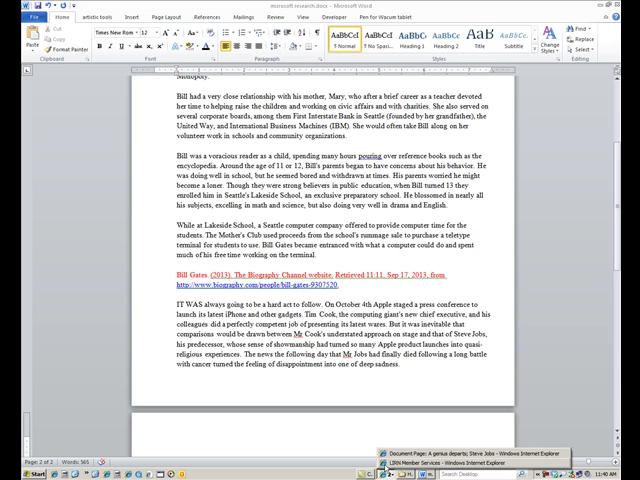 microsoft research.docx - Microsoft Word
File Home artistic tools Insert Page Layout References Mailings Review View Developer Pen for Wacom tablet
Paste
Cut
Copy
Format Painter
Clipboard
Times New Ro 12
Font
Paragraph
AaBbCcI AaBbCcI AaBbC AaBbCc AaB AaBbCcI
¶ Normal ¶ No Spaci... Heading 1 Heading 2 Title Subtitle
Change Styles
Styles
Find
Replace
Select
Editing
Monopoly.
Bill had a very close relationship with his mother, Mary, who after a brief career as a teacher devoted
her time to helping raise the children and working on civic affairs and with charities. She also served on
several corporate boards, among them First Interstate Bank in Seattle (founded by her grandfather), the
United Way, and International Business Machines (IBM). She would often take Bill along on her
volunteer work in schools and community organizations.
Bill was a voracious reader as a child, spending many hours pouring over reference books such as the
encyclopedia. Around the age of 11 or 12, Bill's parents began to have concerns about his behavior. He
was doing well in school, but he seemed bored and withdrawn at times. His parents worried he might
become a loner. Though they were strong believers in public education, when Bill turned 13 they
enrolled him in Seattle's Lakeside School, an exclusive preparatory school. He blossomed in nearly all
his subjects, excelling in math and science, but also doing very well in drama and English.
While at Lakeside School, a Seattle computer company offered to provide computer time for the
students. The Mother's Club used proceeds from the school's rummage sale to purchase a teletype
terminal for students to use. Bill Gates became entranced with what a computer could do and spent
much of his free time working on the terminal.
Bill Gates. (2013). The Biography Channel website. Retrieved 11:11, Sep 17, 2013, from
http://www.biography.com/people/bill-gates-9307520.
IT WAS always going to be a hard act to follow. On October 4th Apple staged a press conference to
launch its latest iPhone and other gadgets. Tim Cook, the computing giant's new chief executive, and his
colleagues did a perfectly competent job of presenting its latest wares. But it was inevitable that
comparisons would be drawn between Mr Cook's understated approach on stage and that of Steve Jobs,
his predecessor, whose sense of showmanship had turned so many Apple product launches into quasi-
religious experiences. The news the following day that Mr Jobs had finally died following a long battle
with cancer turned the feeling of disappointment into one of deep sadness.
Document Page: A genius departs; Steve Jobs - Windows Internet Explorer
LIRN Member Services - Windows Internet Explorer
Page: 2 of 2 Words: 565
Start
Search Desktop
11:40 AM